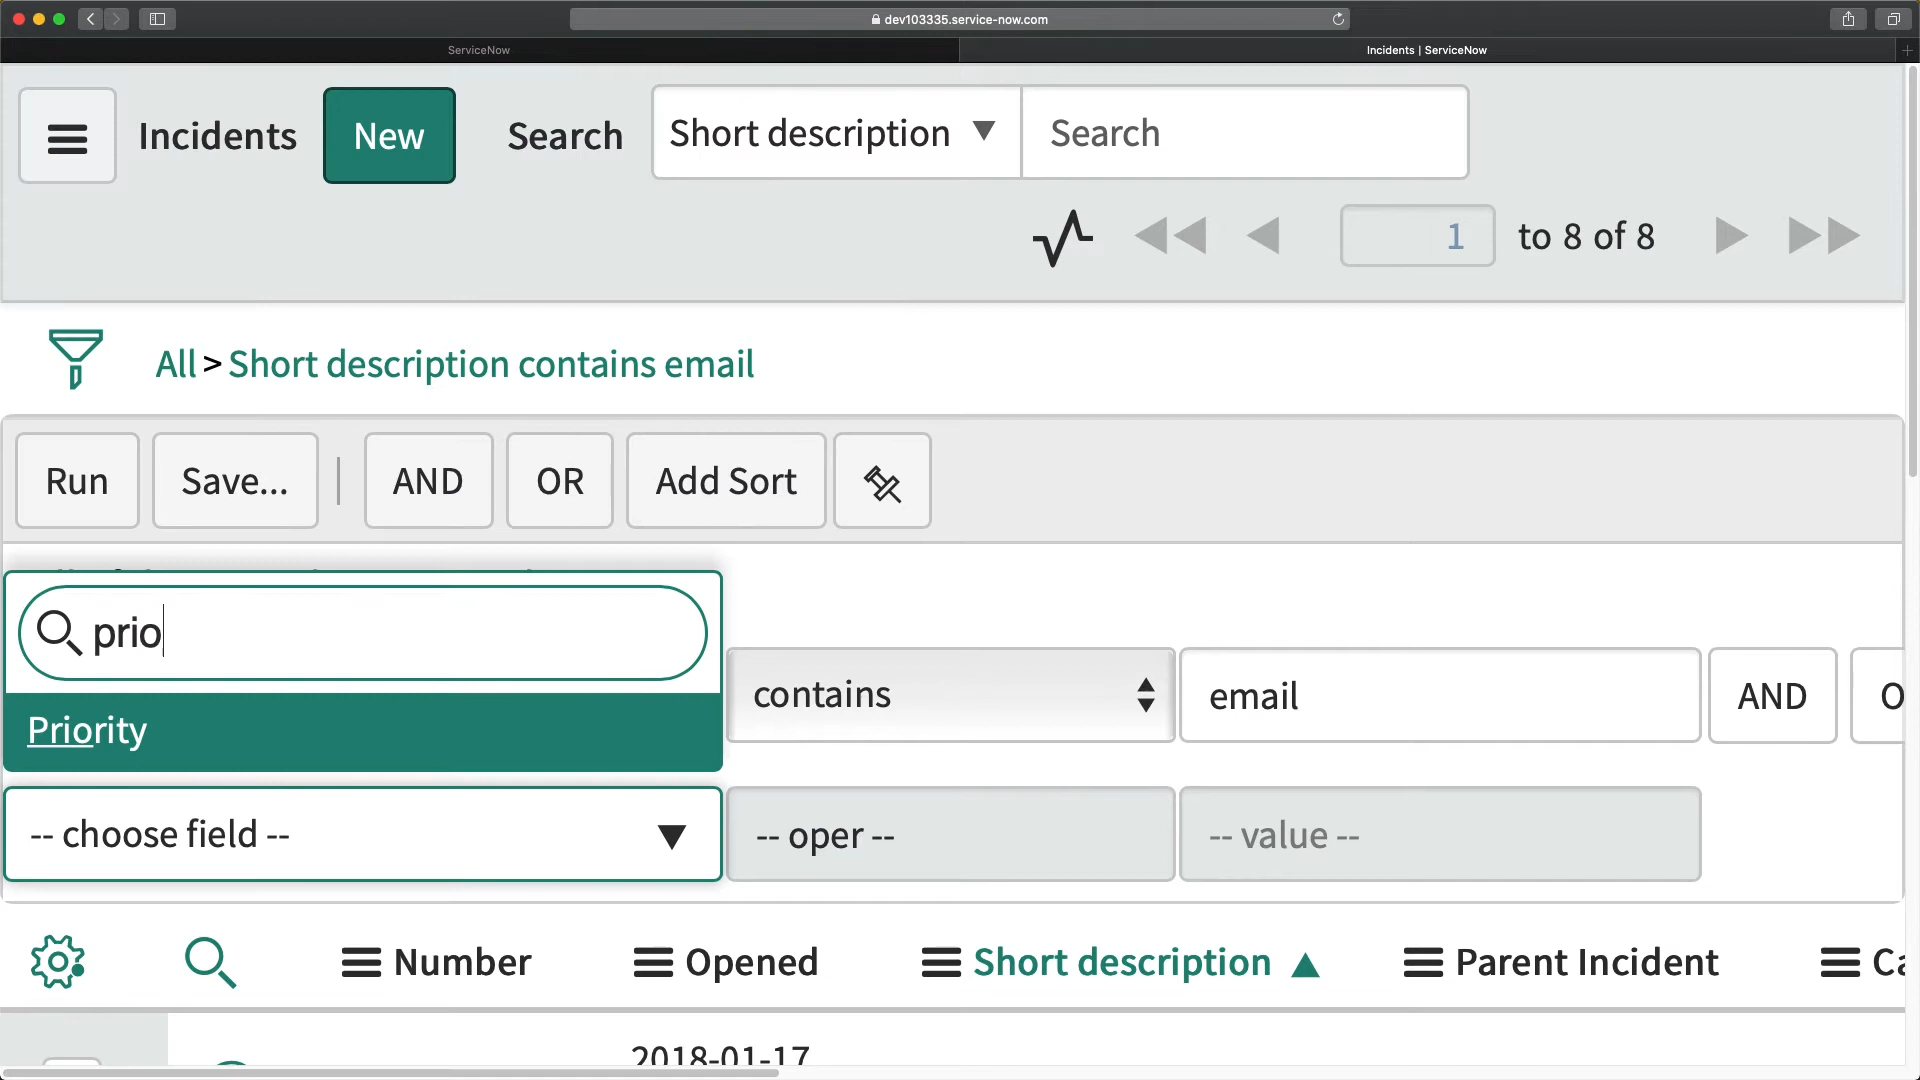 dev103335.service-now.com
ServiceNow
Incidents | ServiceNow
Incidents New Search Short description Search
1 to 8 of 8
All > Short description contains email
Run Save... AND OR Add Sort
prio
contains email AND
Priority
-- choose field -- -- oper -- -- value --
Number Opened Short description Parent Incident
2018-01-17